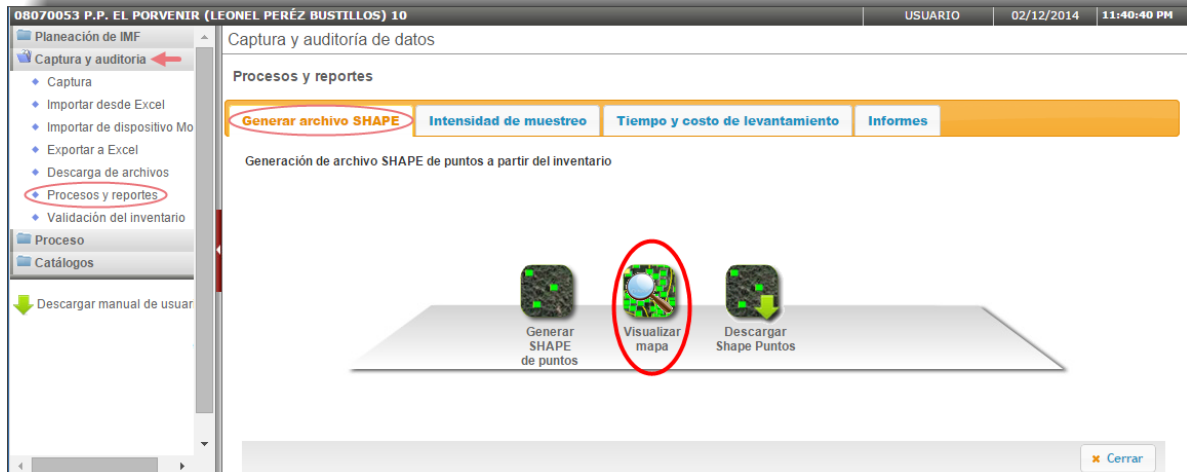 08070053 P.P. EL PORVENIR (LEONEL PERÉZ BUSTILLOS) 10
USUARIO
02/12/2014
11:40:40 PM
Planeación de IMF
Captura y auditoria
Captura
Importar desde Excel
Importar de dispositivo Mo
Exportar a Excel
Descarga de archivos
Procesos y reportes
Validación del inventario
Proceso
Catálogos
Descargar manual de usuar
Captura y auditoría de datos
Procesos y reportes
Generar archivo SHAPE
Intensidad de muestreo
Tiempo y costo de levantamiento
Informes
Generación de archivo SHAPE de puntos a partir del inventario
Generar
SHAPE
de puntos
Visualizar
mapa
Descargar
Shape Puntos
Cerrar